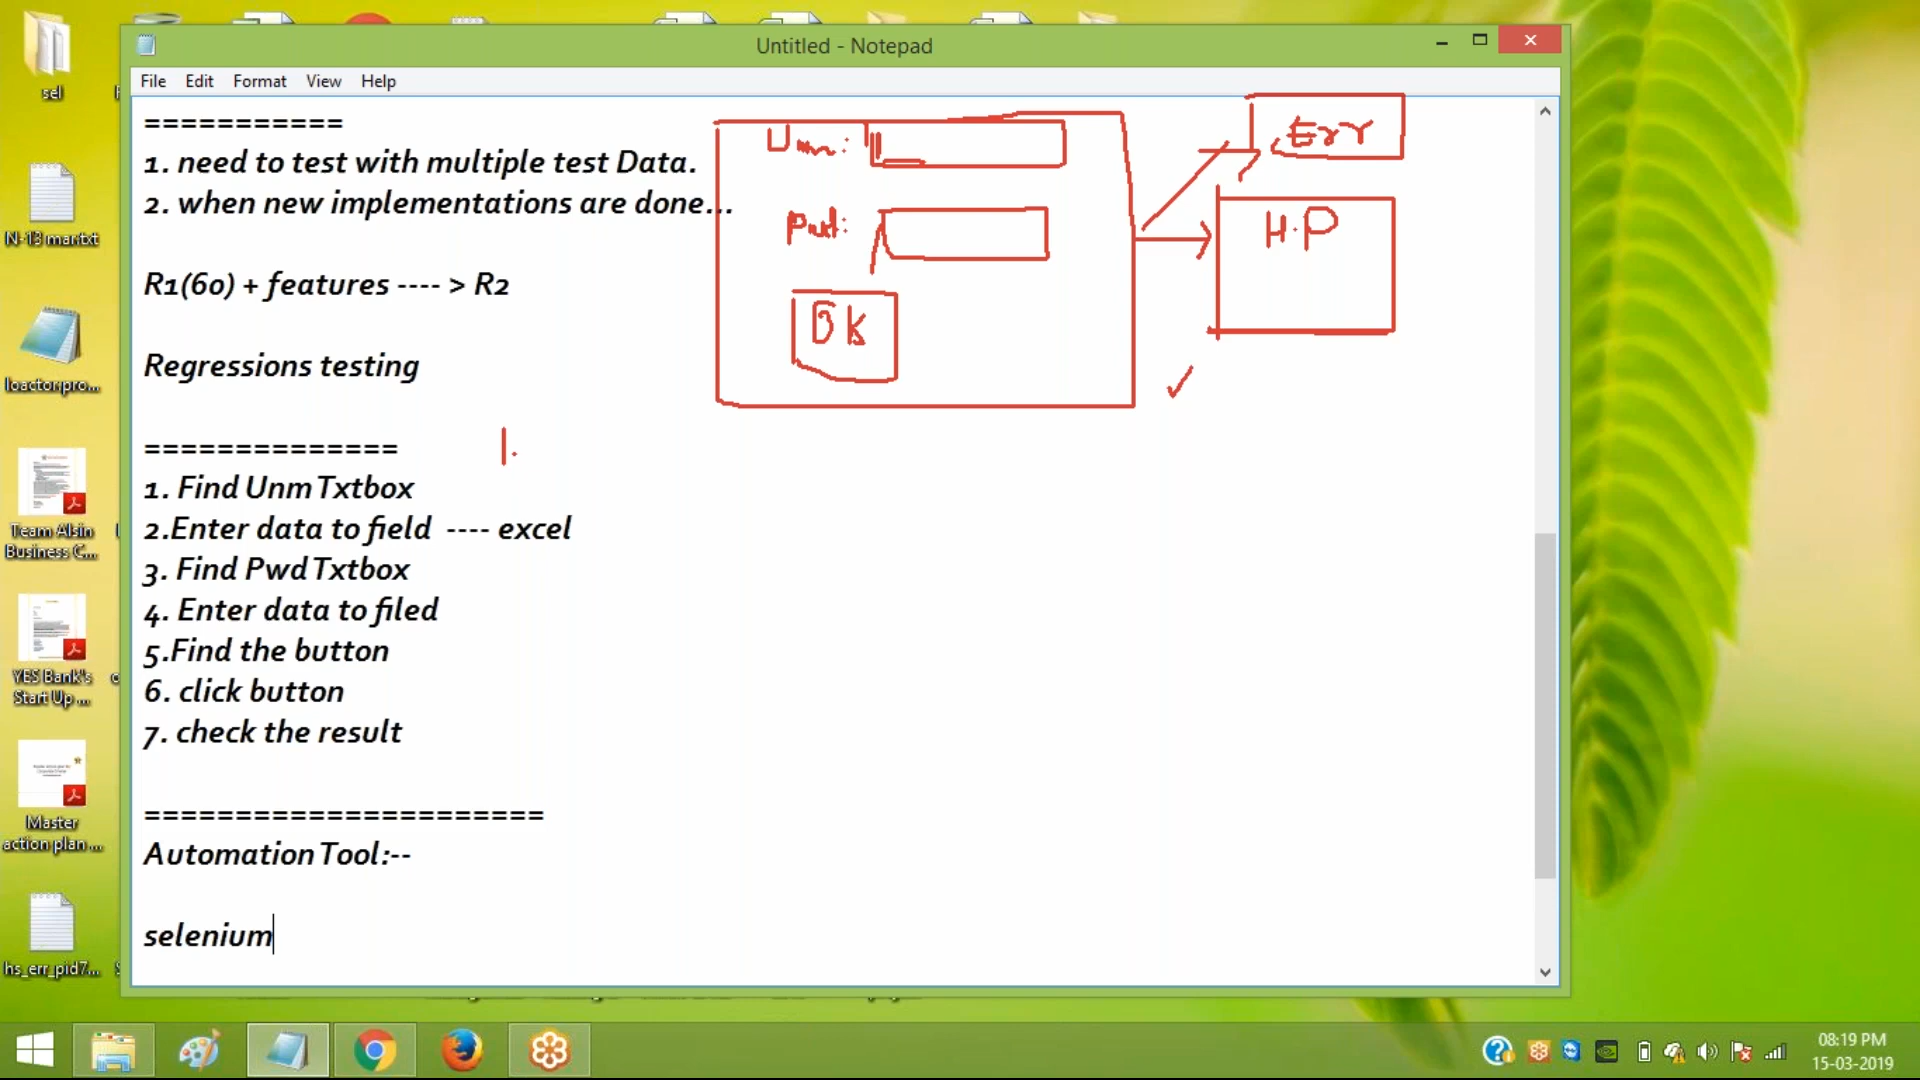 Untitled - Notepad
File Edit Format View Help
===========
1. need to test with multiple test Data.
2. when new implementations are done...
R1(60) + features ---- > R2
Regressions testing
==============
1. Find Unm Txtbox
2.Enter data to field ---- excel
3. Find Pwd Txtbox
4. Enter data to filed
5.Find the button
6. click button
7. check the result
======================
Automation Tool:--
selenium
Unm:
Pwd:
OK
Err
H.P
1.
sel
N-13 mar.txt
loactor.pro...
Team Alsin
Business C...
YES Bank's
Start Up ...
Master
action plan ...
hs_err_pid7...
08:19 PM
15-03-2019